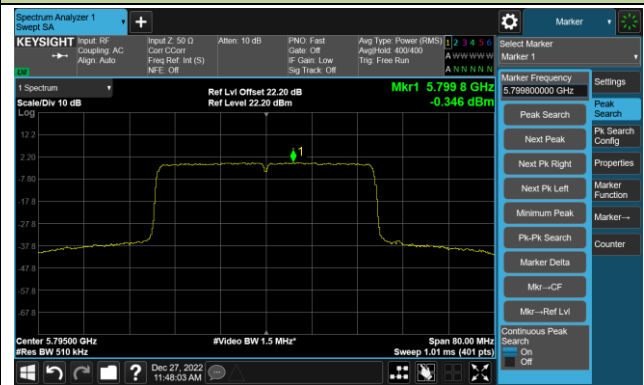 Spectrum Analyzer 1
Swept SA
Marker
KEYSIGHT
Input: RF
Coupling: AC
Align: Auto
Input Z: 50 Ω
Corr CCorr
Freq Ref: Int (S)
NFE: Off
Atten: 10 dB
PNO: Fast
Gate: Off
IF Gain: Low
Sig Track: Off
Avg Type: Power (RMS)
Avg|Hold: 400/400
Trig: Free Run
1 2 3 4 5 6
A W W W W W
A N N N N N
Select Marker
Marker 1
1 Spectrum
Scale/Div 10 dB
Log
Ref Lvl Offset 22.20 dB
Ref Level 22.20 dBm
Mkr1 5.799 8 GHz
-0.346 dBm
12.2
2.20
-7.80
-17.8
-27.8
-37.8
-47.8
-57.8
-67.8
1
Center 5.79500 GHz
#Res BW 510 kHz
#Video BW 1.5 MHz*
Span 80.00 MHz
Sweep 1.01 ms (401 pts)
Marker Frequency
5.799800000 GHz
Peak Search
Next Peak
Next Pk Right
Next Pk Left
Minimum Peak
Pk-Pk Search
Marker Delta
Mkr→CF
Mkr→Ref Lvl
Continuous Peak
Search
On
Off
Settings
Peak
Search
Pk Search
Config
Properties
Marker
Function
Marker→
Counter
Dec 27, 2022
11:48:03 AM